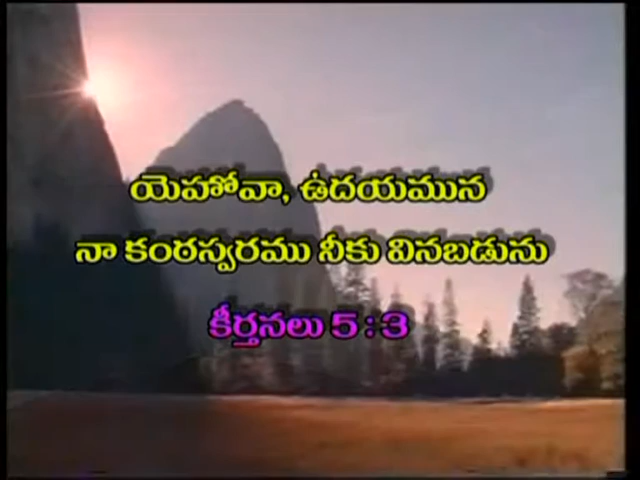 యెహోవా, ఉదయమున
నా కంఠస్వరము నీకు వినబడును
కీర్తనలు 5 : 3